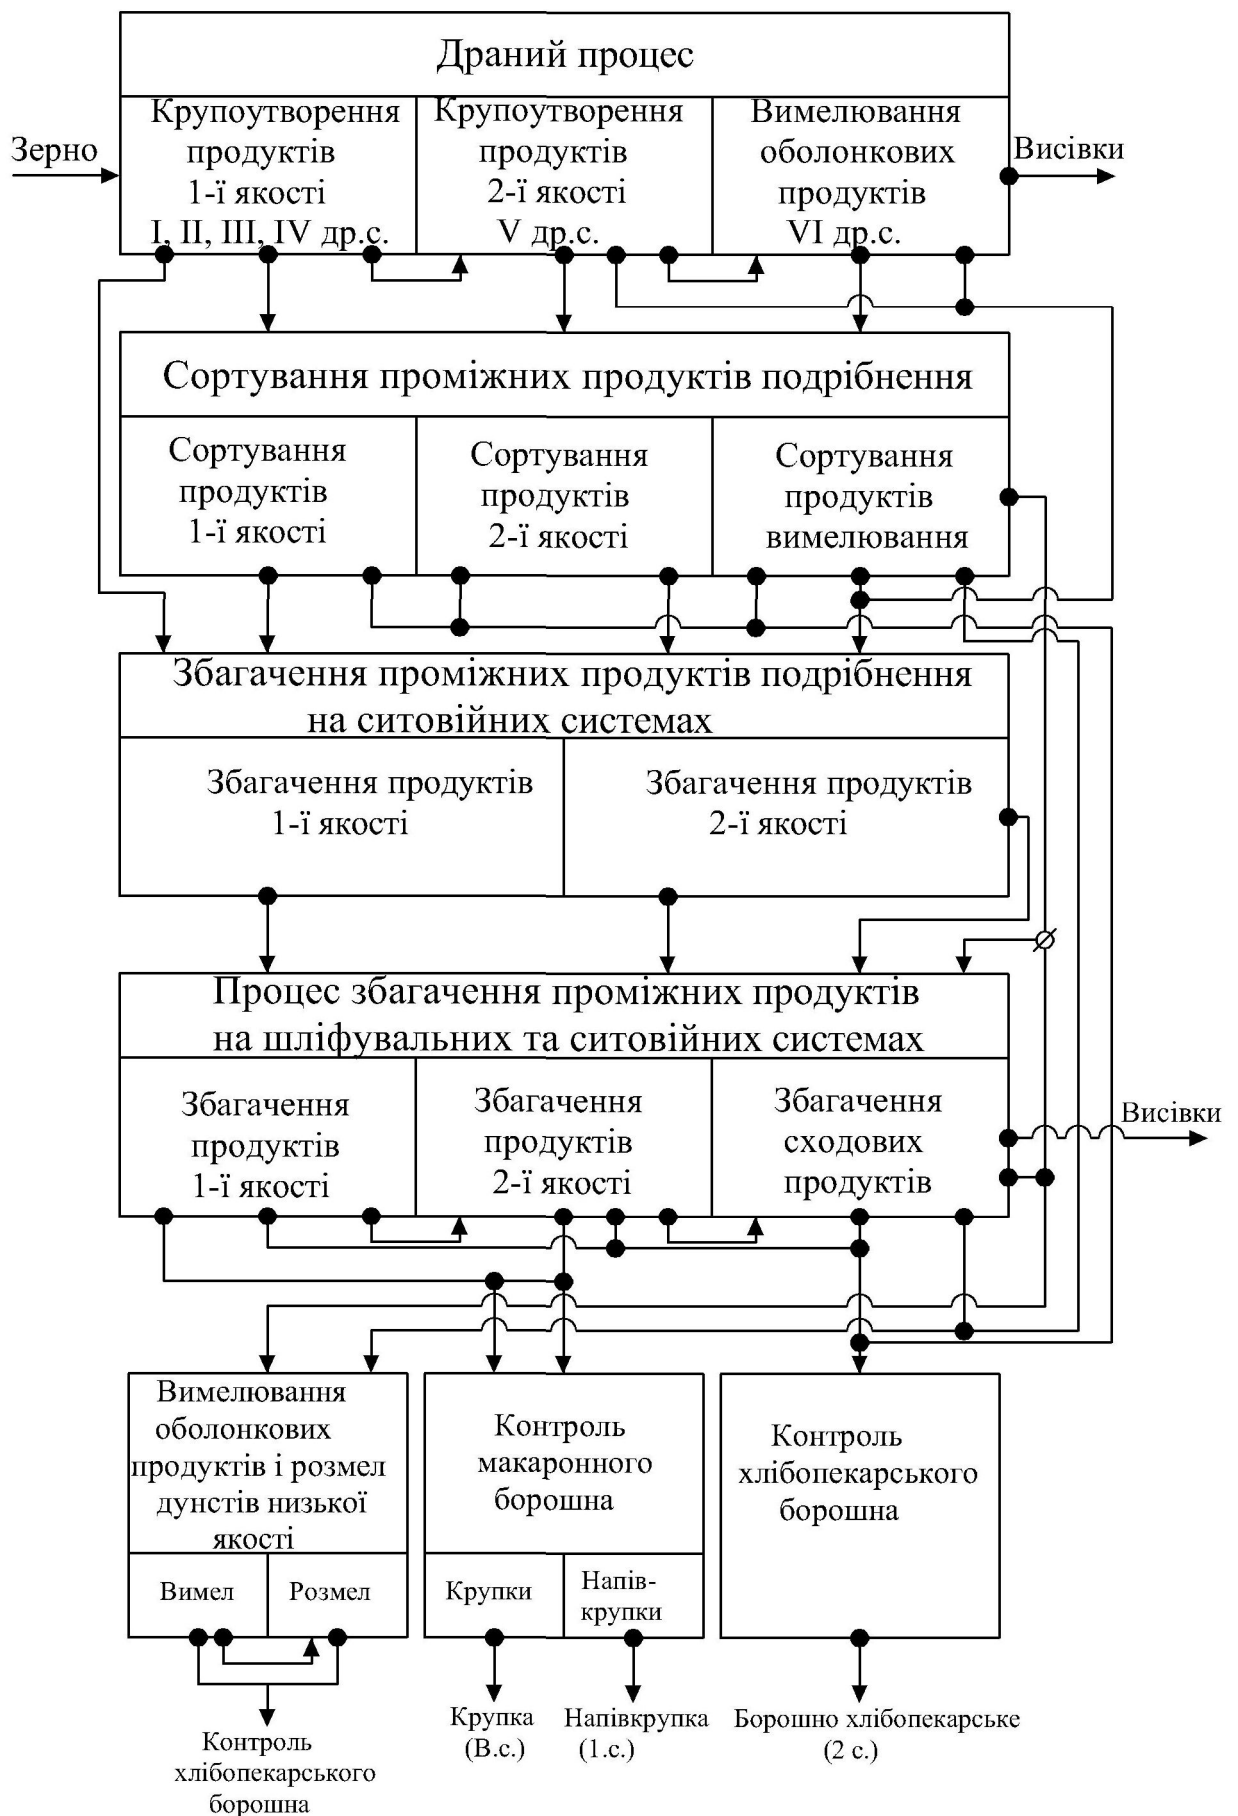 Драний процес
Зерно
Крупоутворення
продуктів
1-ї якості
I, II, III, IV др.с.
Крупоутворення
продуктів
2-ї якості
V др.с.
Вимелювання
оболонкових
продуктів
VI др.с.
Висівки
Сортування проміжних продуктів подрібнення
Сортування
продуктів
1-ї якості
Сортування
продуктів
2-ї якості
Сортування
продуктів
вимелювання
Збагачення проміжних продуктів подрібнення
на ситовійних системах
Збагачення продуктів
1-ї якості
Збагачення продуктів
2-ї якості
Процес збагачення проміжних продуктів
на шліфувальних та ситовійних системах
Збагачення
продуктів
1-ї якості
Збагачення
продуктів
2-ї якості
Збагачення
сходових
продуктів
Висівки
Вимелювання
оболонкових
продуктів і розмел
дунстів низької
якості
Вимел
Розмел
Контроль
макаронного
борошна
Крупки
Напів-
крупки
Контроль
хлібопекарського
борошна
Контроль
хлібопекарського
борошна
Крупка
(В.с.)
Напівкрупка
(1.с.)
Борошно хлібопекарське
(2 с.)